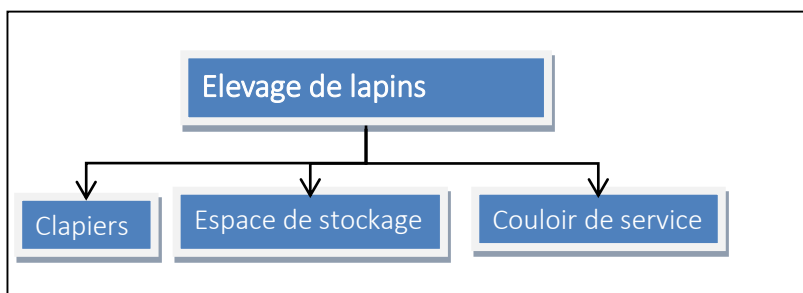 Elevage de lapins
Clapiers
Espace de stockage
Couloir de service